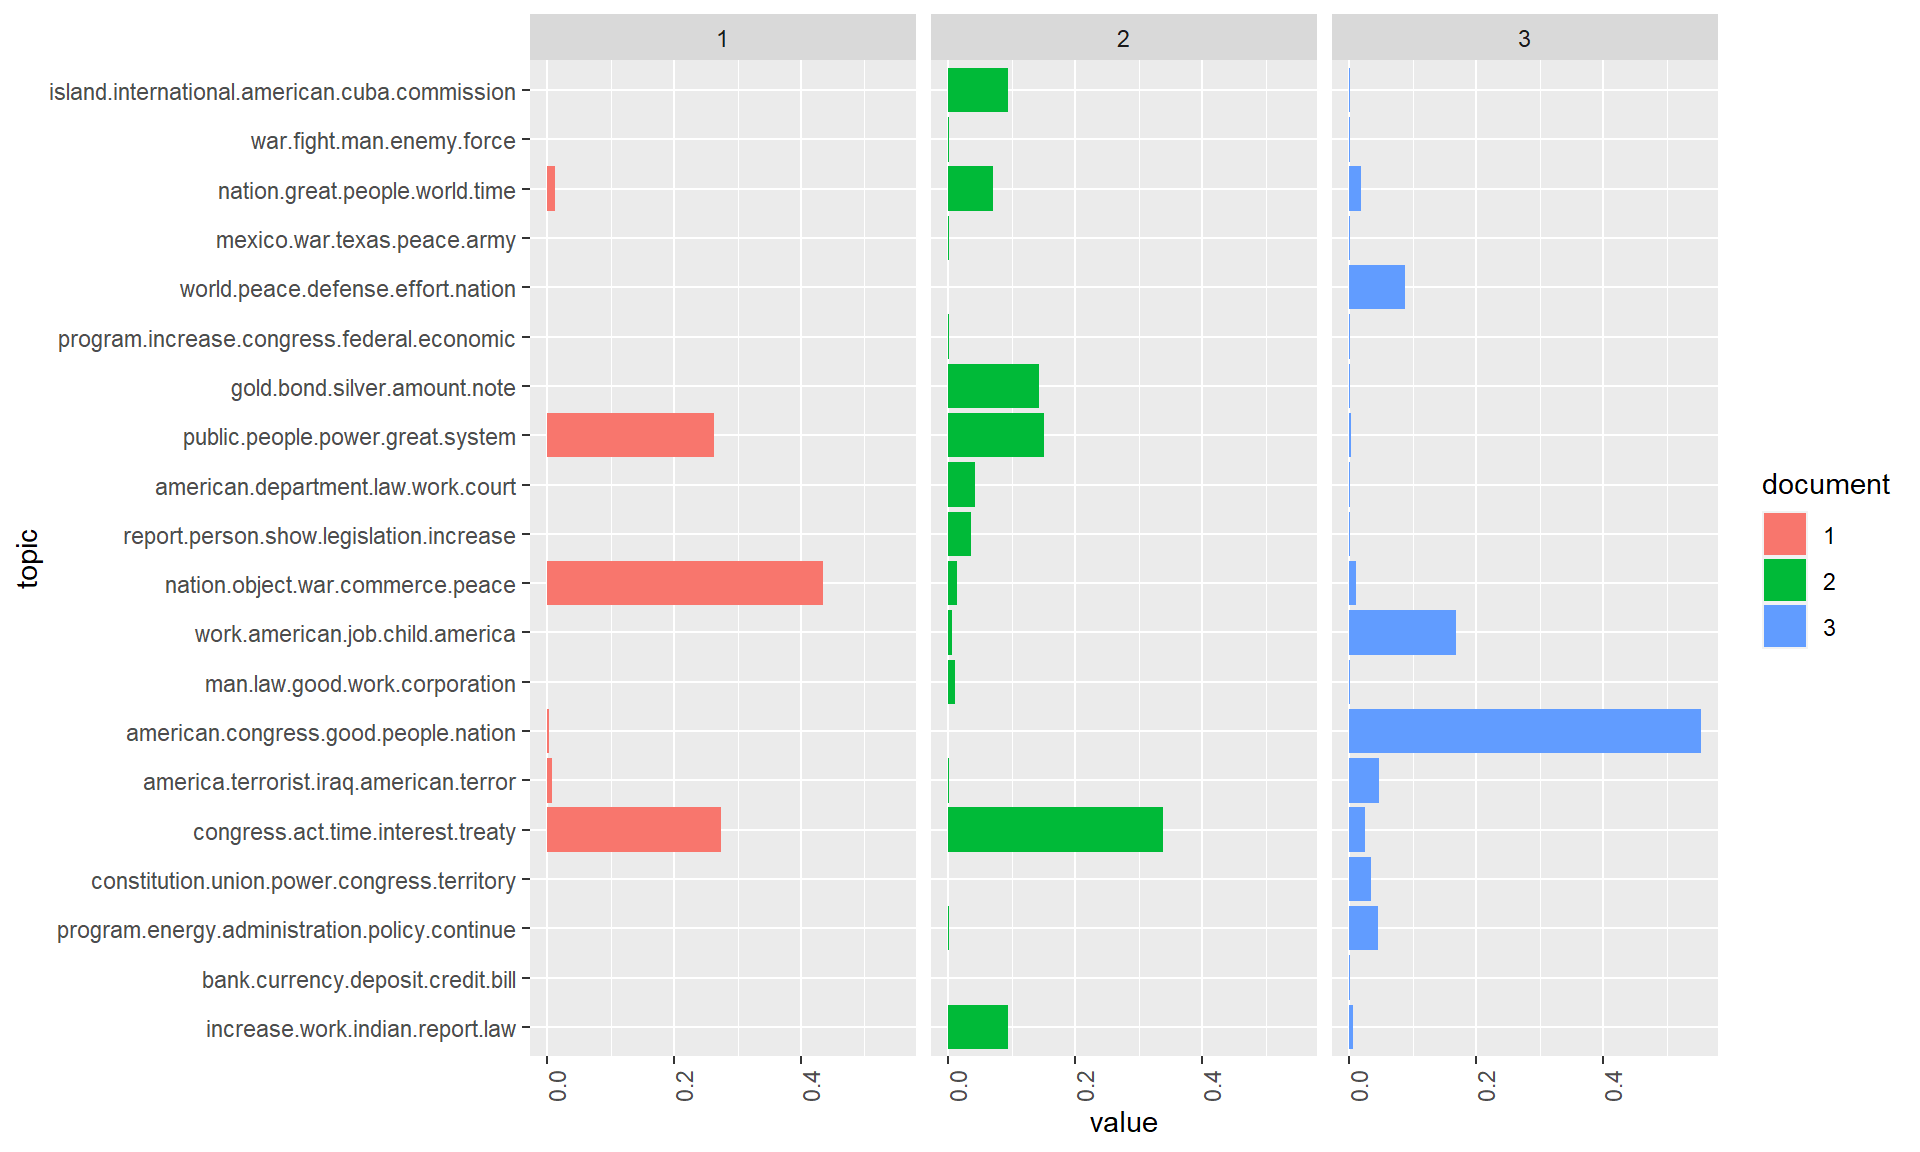 1
2
3
island.international.american.cuba.commission
war.fight.man.enemy.force
nation.great.people.world.time
mexico.war.texas.peace.army
world.peace.defense.effort.nation
program.increase.congress.federal.economic
gold.bond.silver.amount.note
public.people.power.great.system
american.department.law.work.court
report.person.show.legislation.increase
nation.object.war.commerce.peace
work.american.job.child.america
man.law.good.work.corporation
american.congress.good.people.nation
america.terrorist.iraq.american.terror
congress.act.time.interest.treaty
constitution.union.power.congress.territory
program.energy.administration.policy.continue
bank.currency.deposit.credit.bill
increase.work.indian.report.law
topic
0.0 0.2 0.4
0.0 0.2 0.4
0.0 0.2 0.4
value
document
1
2
3